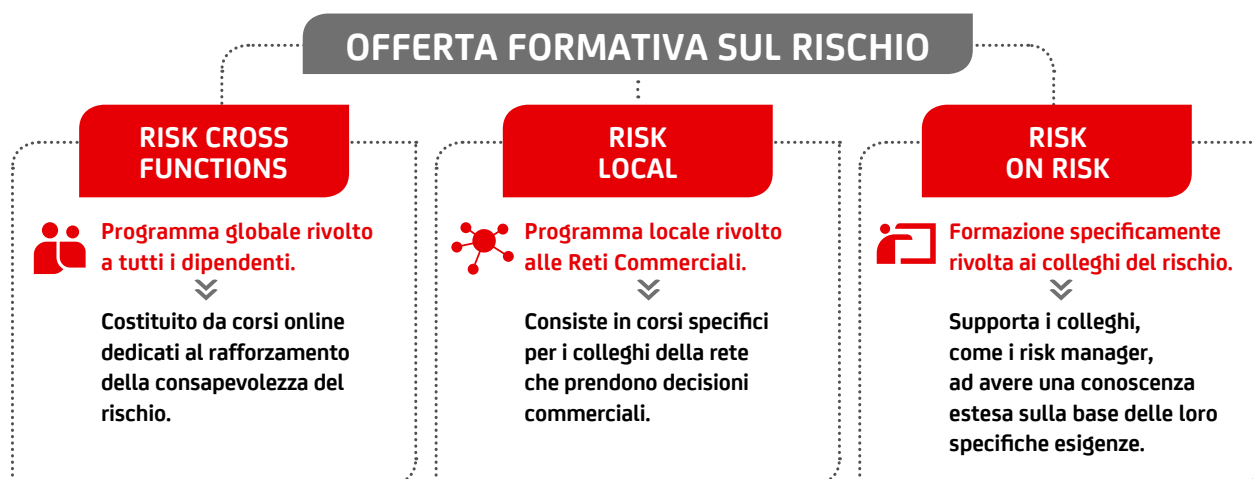 OFFERTA FORMATIVA SUL RISCHIO
RISK CROSS
FUNCTIONS
Programma globale rivolto
a tutti i dipendenti.
Costituito da corsi online
dedicati al rafforzamento
della consapevolezza del
rischio.
RISK
LOCAL
Programma locale rivolto
alle Reti Commerciali.
Consiste in corsi specifici
per i colleghi della rete
che prendono decisioni
commerciali.
RISK
ON RISK
Formazione specificamente
rivolta ai colleghi del rischio.
Supporta i colleghi,
come i risk manager,
ad avere una conoscenza
estesa sulla base delle loro
specifiche esigenze.